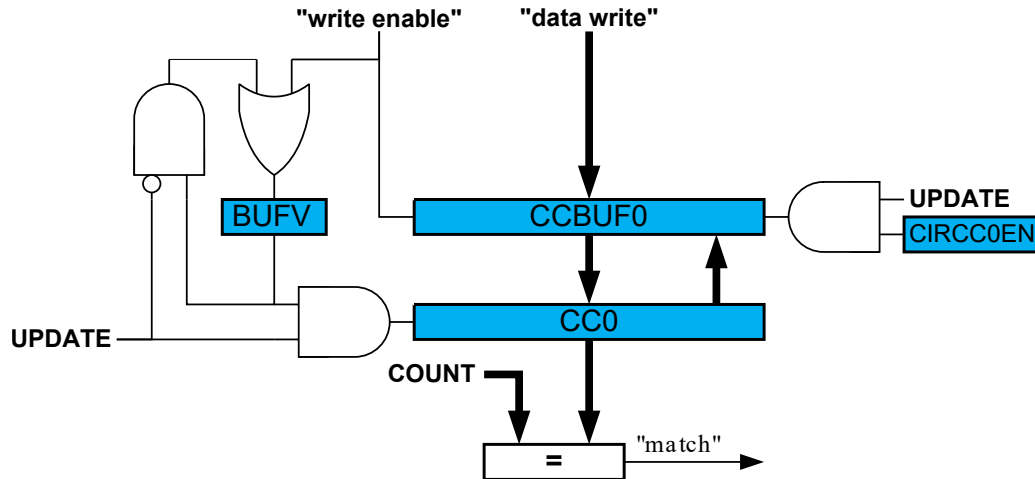 "write enable"
"data write"
BUFV
CCBUF0
UPDATE
CIRCC0EN
UPDATE
CC0
COUNT
=
"match"